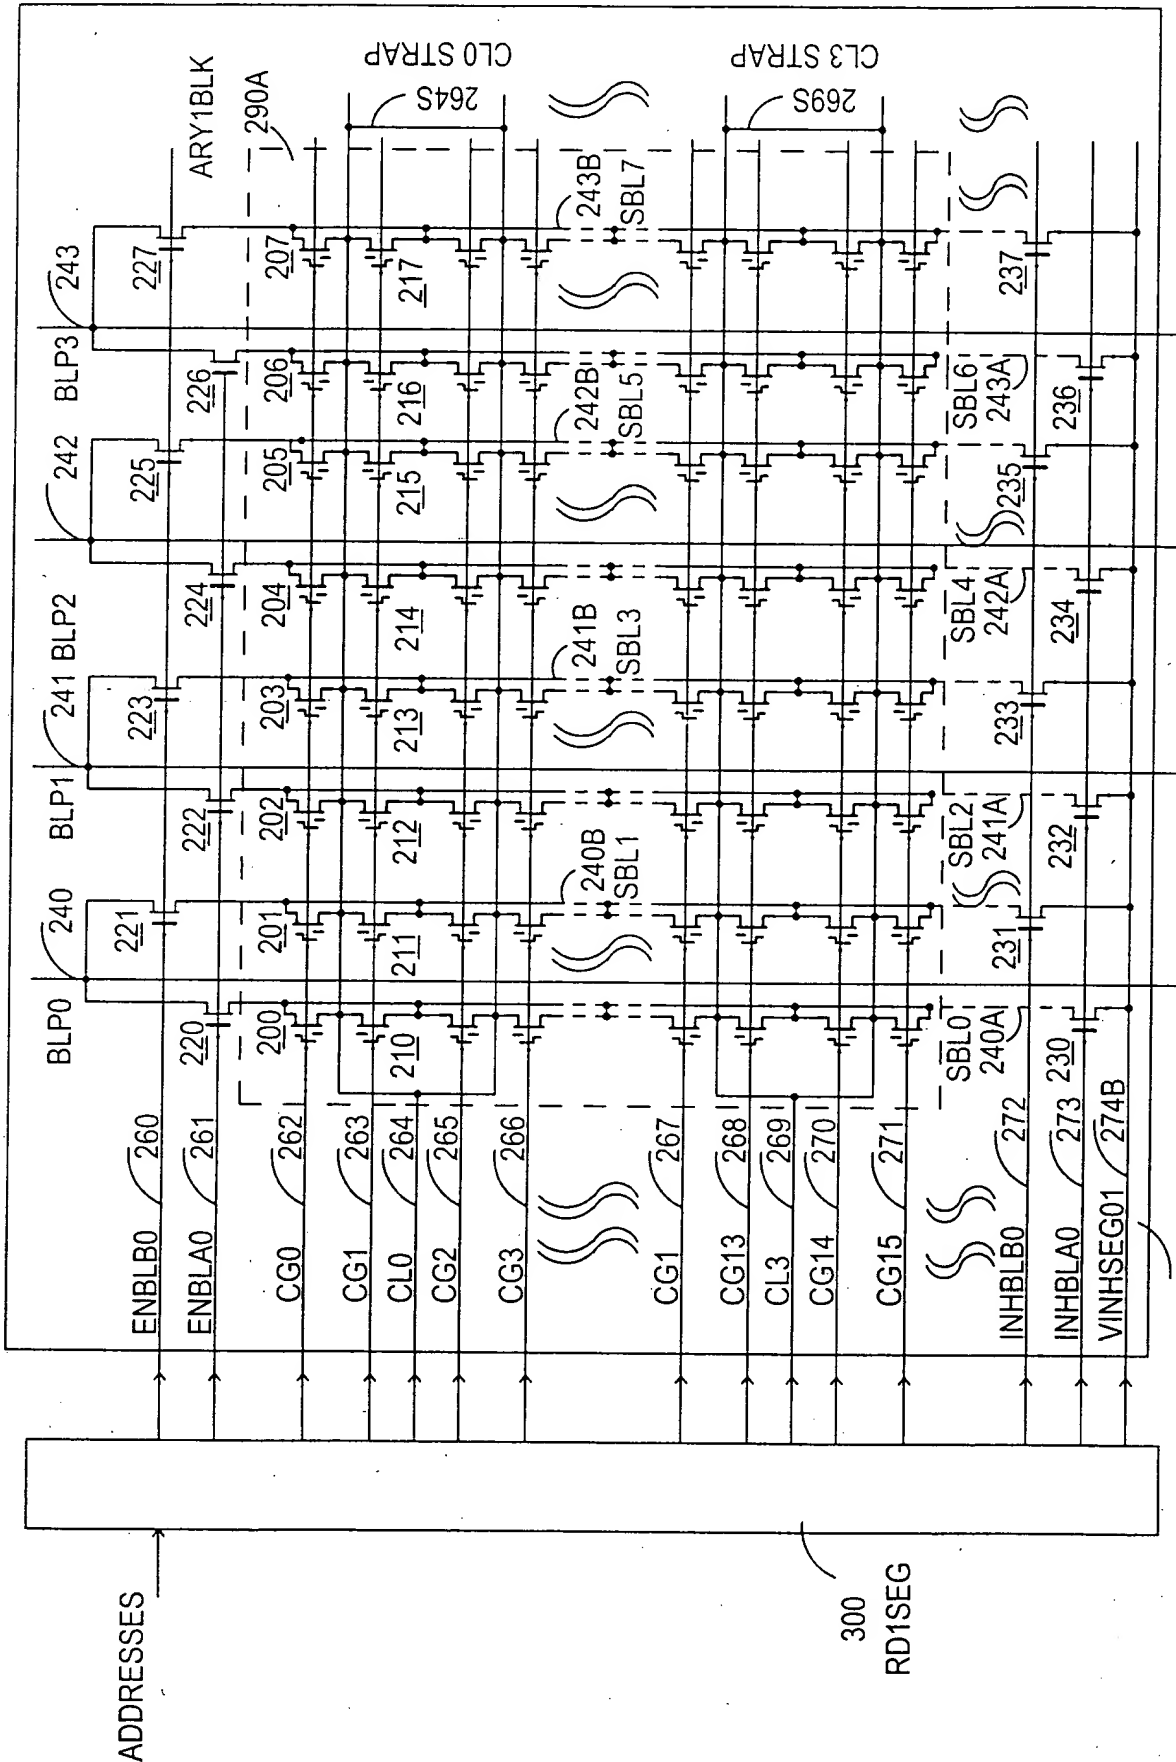 BLP0
240
BLP1
241
BLP2
242
BLP3
243
ADDRESSES
ENBLB0
260
221
223
225
227
ARY1BLK
ENBLA0
261
220
222
224
226
290A
CG0
262
200
201
202
203
204
205
206
207
CG1
263
CL0
264
210
211
212
213
214
215
216
217
264S
CL0 STRAP
CG2
265
CG3
266
240B
SBL1
241B
SBL3
242B
SBL5
243B
SBL7
CG1
267
CG13
268
CL3
269
269S
CL3 STRAP
CG14
270
CG15
271
SBL0
240A
SBL2
241A
SBL4
242A
SBL6
243A
INHBLB0
272
231
233
235
237
INHBLA0
273
230
232
234
236
VINHSEG01
274B
300
RD1SEG